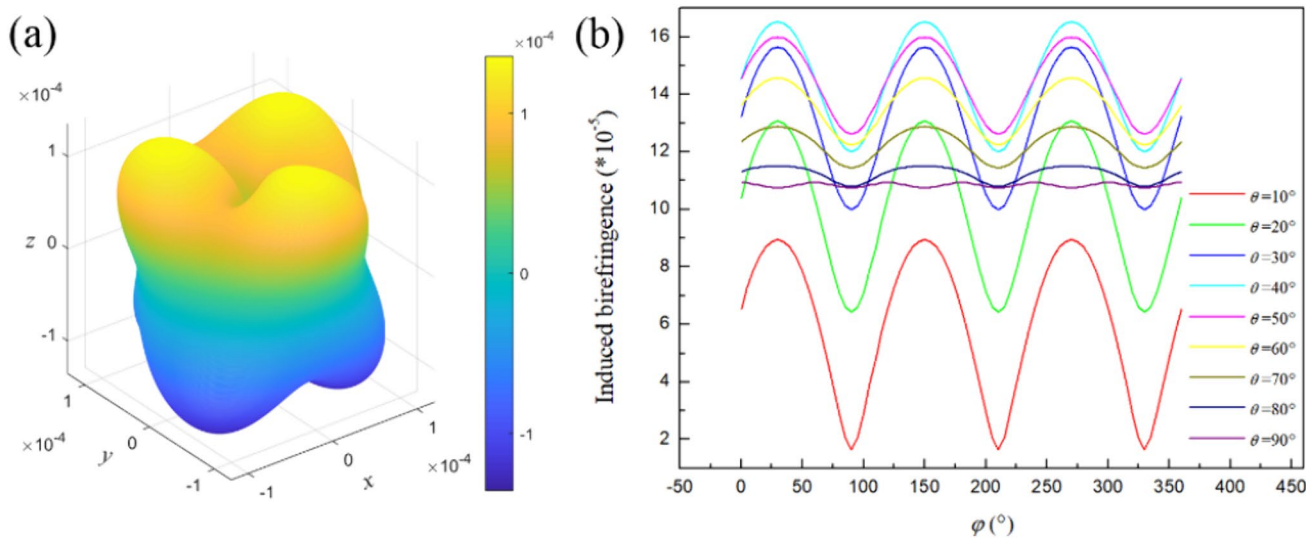 (a)
×10⁻⁴
×10⁻⁴
1
z 0
-1
1
×10⁻⁴
0
y
-1
-1
0
x
1
×10⁻⁴
1
0
-1
(b)
Induced birefringence (*10⁻⁵)
16
14
12
10
8
6
4
2
-50 0 50 100 150 200 250 300 350 400 450
φ (°)
θ=10°
θ=20°
θ=30°
θ=40°
θ=50°
θ=60°
θ=70°
θ=80°
θ=90°